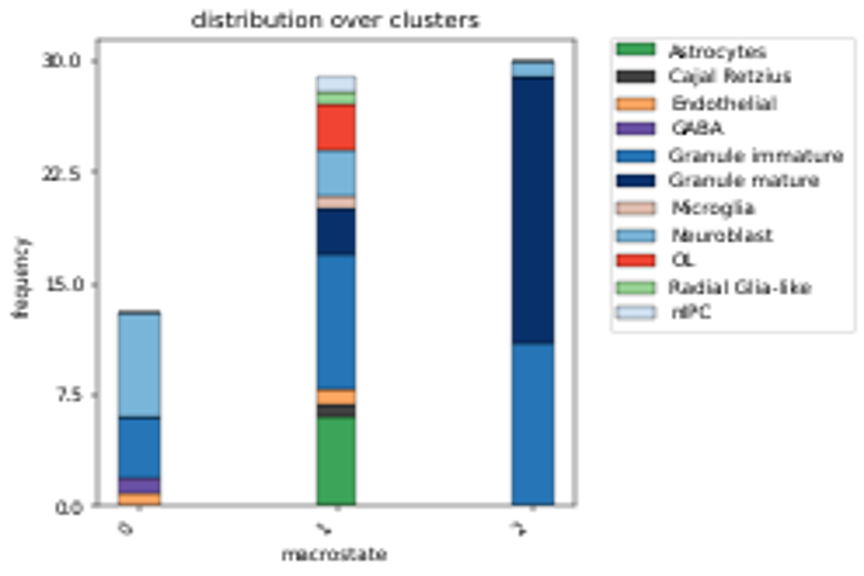 distribution over clusters
30.0
22.5
15.0
7.5
0.0
frequency
0
1
2
macrostate
Astrocytes
Cajal Retzius
Endothelial
GABA
Granule immature
Granule mature
Microglia
Neuroblast
OL
Radial Glia-like
nIPC